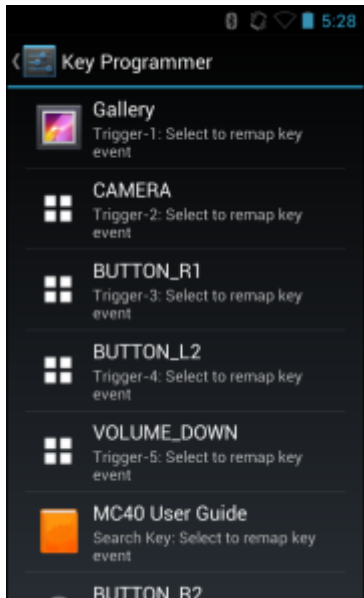 5:28
Key Programmer
Gallery
Trigger-1: Select to remap key
event
CAMERA
Trigger-2: Select to remap key
event
BUTTON_R1
Trigger-3: Select to remap key
event
BUTTON_L2
Trigger-4: Select to remap key
event
VOLUME_DOWN
Trigger-5: Select to remap key
event
MC40 User Guide
Search Key: Select to remap key
event
BUTTON_R2